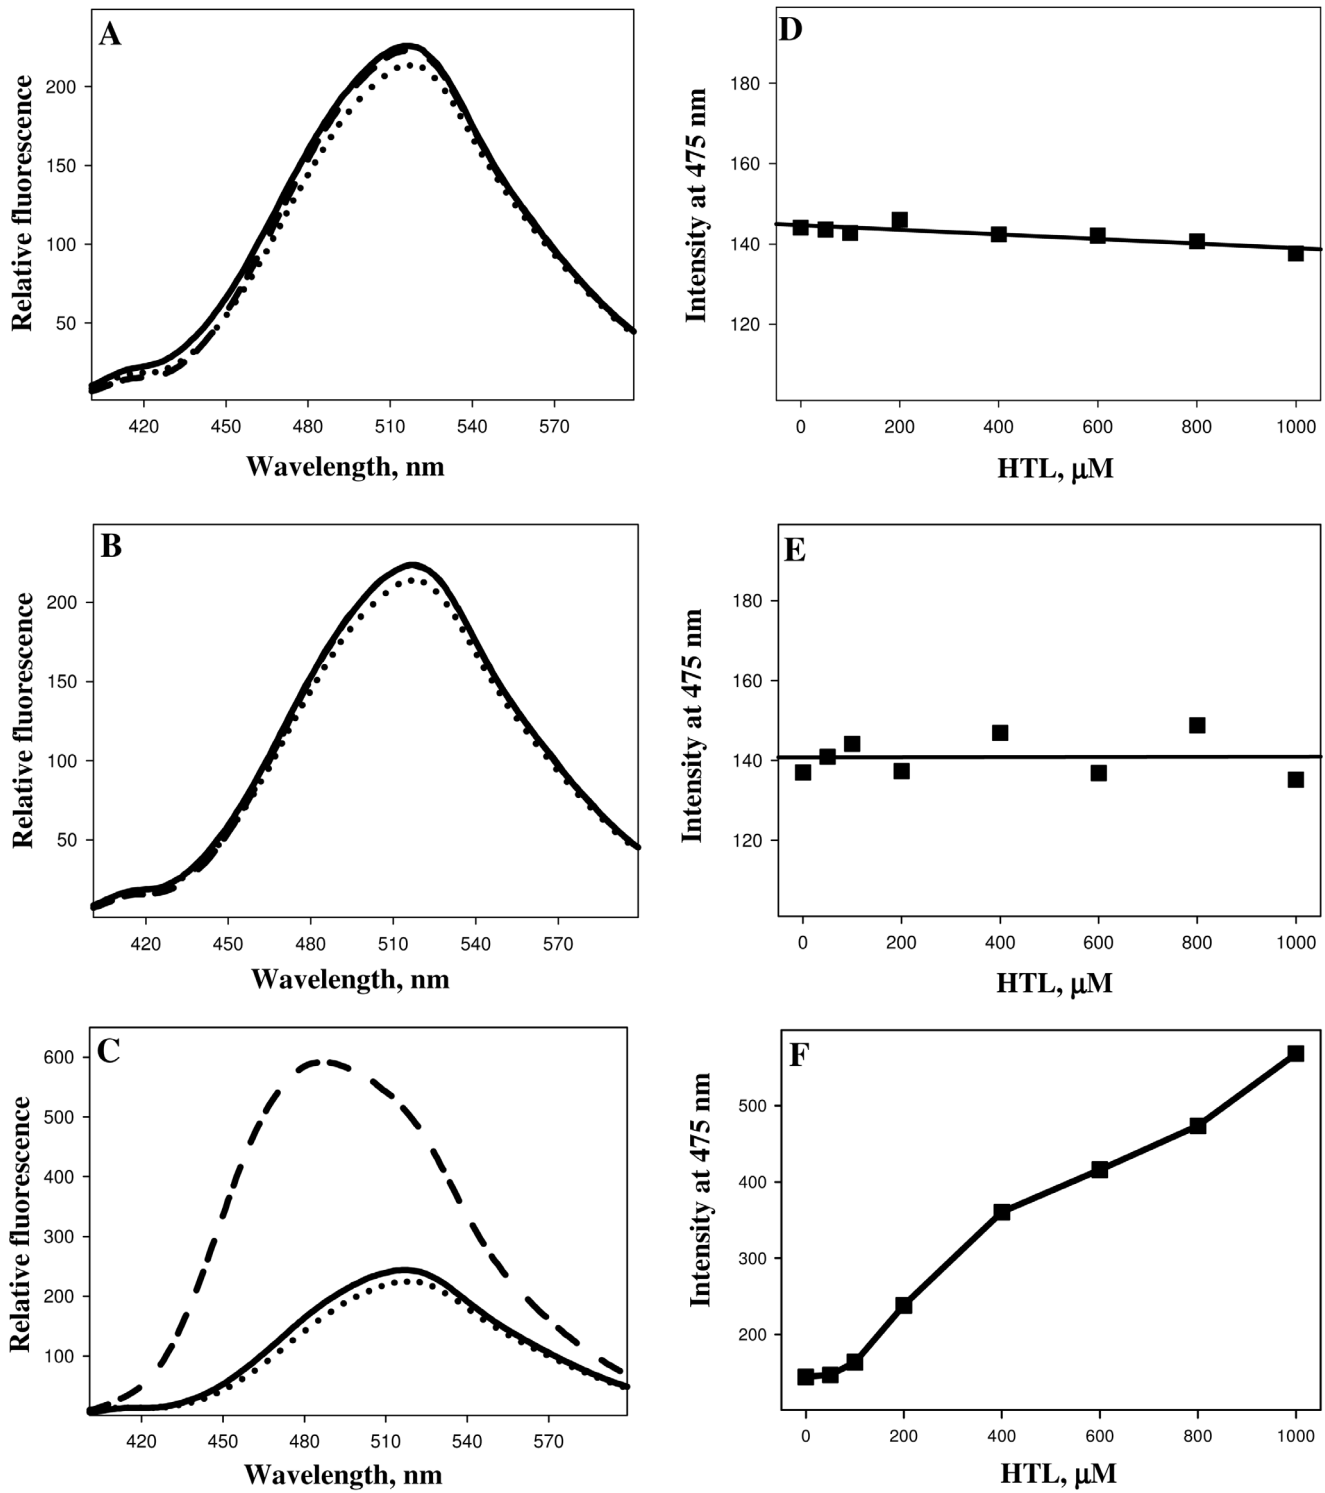 A
Relative fluorescence
200
150
100
50
420 450 480 510 540 570
Wavelength, nm
D
Intensity at 475 nm
180
160
140
120
0 200 400 600 800 1000
HTL, μM
B
Relative fluorescence
200
150
100
50
420 450 480 510 540 570
Wavelength, nm
E
Intensity at 475 nm
180
160
140
120
0 200 400 600 800 1000
HTL, μM
C
Relative fluorescence
600
500
400
300
200
100
420 450 480 510 540 570
Wavelength, nm
F
Intensity at 475 nm
500
400
300
200
0 200 400 600 800 1000
HTL, μM